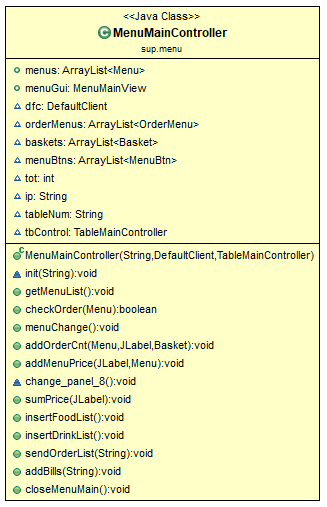 <<Java Class>>
MenuMainController
sup.menu
menus: ArrayList<Menu>
menuGui: MenuMainView
dfc: DefaultClient
orderMenus: ArrayList<OrderMenu>
baskets: ArrayList<Basket>
menuBtns: ArrayList<MenuBtn>
tot: int
ip: String
tableNum: String
tbControl: TableMainController
MenuMainController(String,DefaultClient,TableMainController)
init(String):void
getMenuList():void
checkOrder(Menu):boolean
menuChange():void
addOrderCnt(Menu,JLabel,Basket):void
addMenuPrice(JLabel,Menu):void
change_panel_8():void
sumPrice(JLabel):void
insertFoodList():void
insertDrinkList():void
sendOrderList(String):void
addBills(String):void
closeMenuMain():void